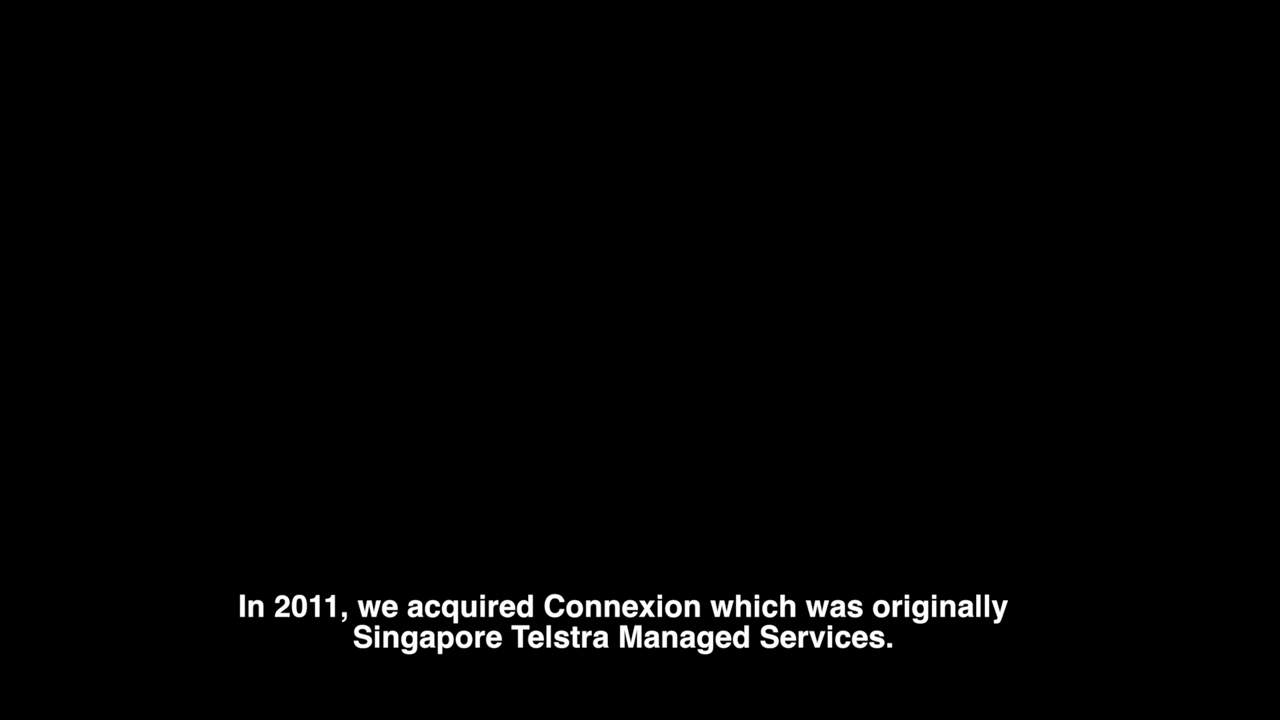 In 2011, we acquired Connexion which was originally
Singapore Telstra Managed Services.